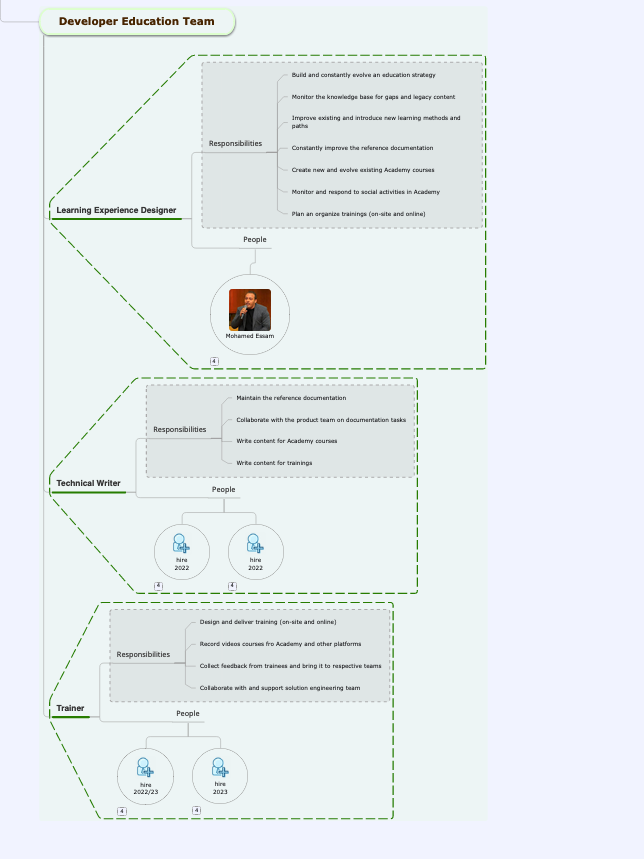 Developer Education Team
Build and constantly evolve an education strategy
Monitor the knowledge base for gaps and legacy content
Improve existing and introduce new learning methods and
paths
Responsibilities
Constantly improve the reference documentation
Create new and evolve existing Academy courses
Monitor and respond to social activities in Academy
Plan an organize trainings (on-site and online)
Learning Experience Designer
People
Mohamed Essam
4
Maintain the reference documentation
Collaborate with the product team on documentation tasks
Responsibilities
Write content for Academy courses
Write content for trainings
Technical Writer
People
hire
2022
hire
2022
4
4
Design and deliver training (on-site and online)
Record videos courses fro Academy and other platforms
Responsibilities
Collect feedback from trainees and bring it to respective teams
Collaborate with and support solution engineering team
Trainer
People
hire
2022/23
hire
2023
4
4